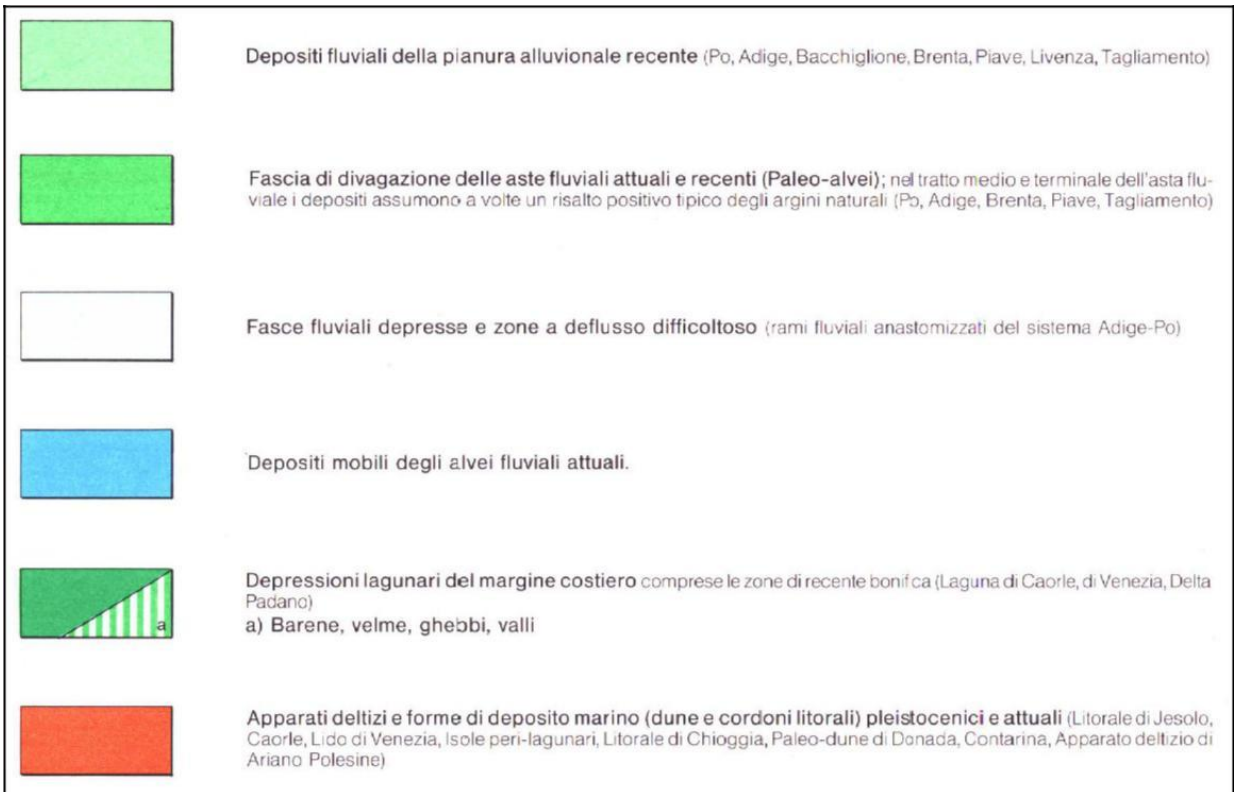 Depositi fluviali della pianura alluvionale recente (Po, Adige, Bacchiglione, Brenta, Piave, Livenza, Tagliamento)
Fascia di divagazione delle aste fluviali attuali e recenti (Paleo-alvei); nel tratto medio e terminale dell'asta flu-
viale i depositi assumono a volte un risalto positivo tipico degli argini naturali (Po, Adige, Brenta, Piave, Tagliamento)
Fasce fluviali depresse e zone a deflusso difficoltoso (rami fluviali anastomizzati del sistema Adige-Po)
Depositi mobili degli alvei fluviali attuali.
Depressioni lagunari del margine costiero comprese le zone di recente bonifica (Laguna di Caorle, di Venezia, Delta
Padano)
a
a) Barene, velme, ghebbi, valli
Apparati deltizi e forme di deposito marino (dune e cordoni litorali) pleistocenici e attuali (Litorale di Jesolo,
Caorle, Lido di Venezia, Isole peri-lagunari, Litorale di Chioggia, Paleo-dune di Donada, Contarina, Apparato deltizio di
Ariano Polesine)